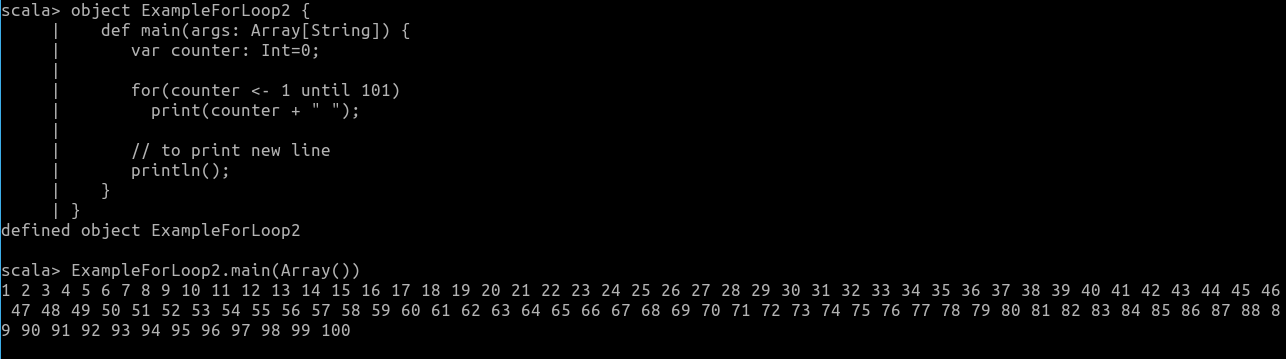 scala> object ExampleForLoop2 {
     |    def main(args: Array[String]) {
     |       var counter: Int=0;
     |
     |       for(counter <- 1 until 101)
     |         print(counter + " ");
     |
     |       // to print new line
     |       println();
     |    }
     | }
defined object ExampleForLoop2

scala> ExampleForLoop2.main(Array())
1 2 3 4 5 6 7 8 9 10 11 12 13 14 15 16 17 18 19 20 21 22 23 24 25 26 27 28 29 30 31 32 33 34 35 36 37 38 39 40 41 42 43 44 45 46
 47 48 49 50 51 52 53 54 55 56 57 58 59 60 61 62 63 64 65 66 67 68 69 70 71 72 73 74 75 76 77 78 79 80 81 82 83 84 85 86 87 88 8
9 90 91 92 93 94 95 96 97 98 99 100